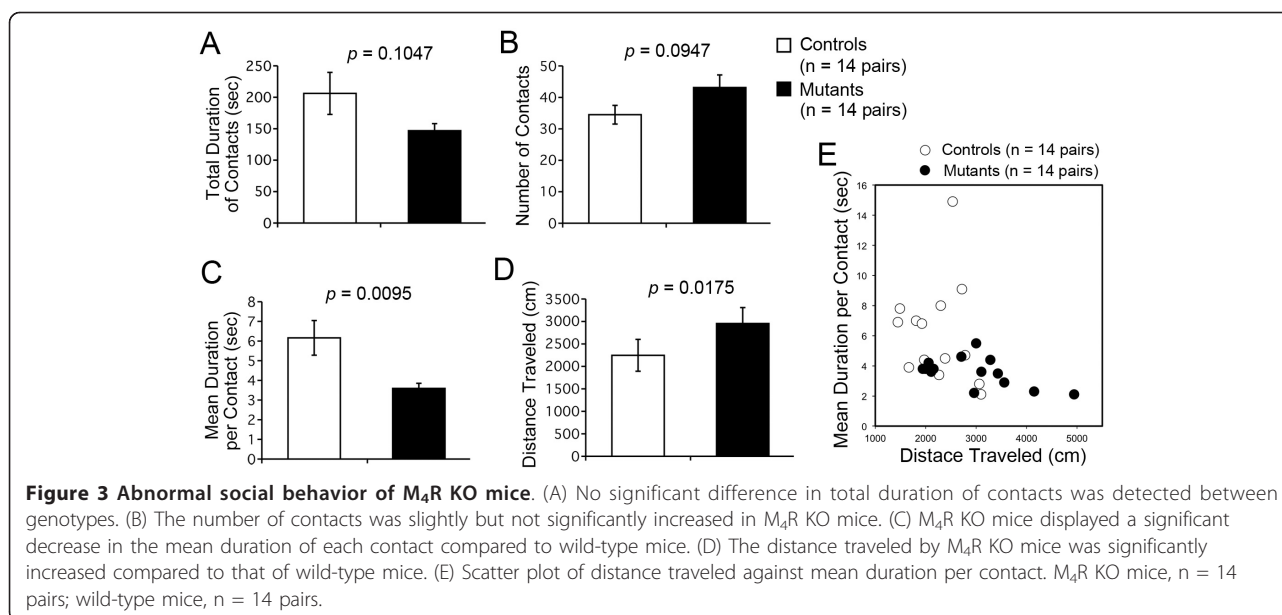 A
p = 0.1047
Total Duration
of Contacts (sec)
250
200
150
100
50
0
B
p = 0.0947
Number of Contacts
50
40
30
20
10
0
Controls
(n = 14 pairs)
Mutants
(n = 14 pairs)
C
p = 0.0095
Mean Duration
per Contact (sec)
8
7
6
5
4
3
2
1
0
D
p = 0.0175
Distance Traveled (cm)
3500
3000
2500
2000
1500
1000
500
0
E
Controls (n = 14 pairs)
Mutants (n = 14 pairs)
Mean Duration per Contact (sec)
16
14
12
10
8
6
4
2
0
1000 2000 3000 4000 5000
Distace Traveled (cm)
Figure 3 Abnormal social behavior of M₄R KO mice. (A) No significant difference in total duration of contacts was detected between
genotypes. (B) The number of contacts was slightly but not significantly increased in M₄R KO mice. (C) M₄R KO mice displayed a significant
decrease in the mean duration of each contact compared to wild-type mice. (D) The distance traveled by M₄R KO mice was significantly
increased compared to that of wild-type mice. (E) Scatter plot of distance traveled against mean duration per contact. M₄R KO mice, n = 14
pairs; wild-type mice, n = 14 pairs.